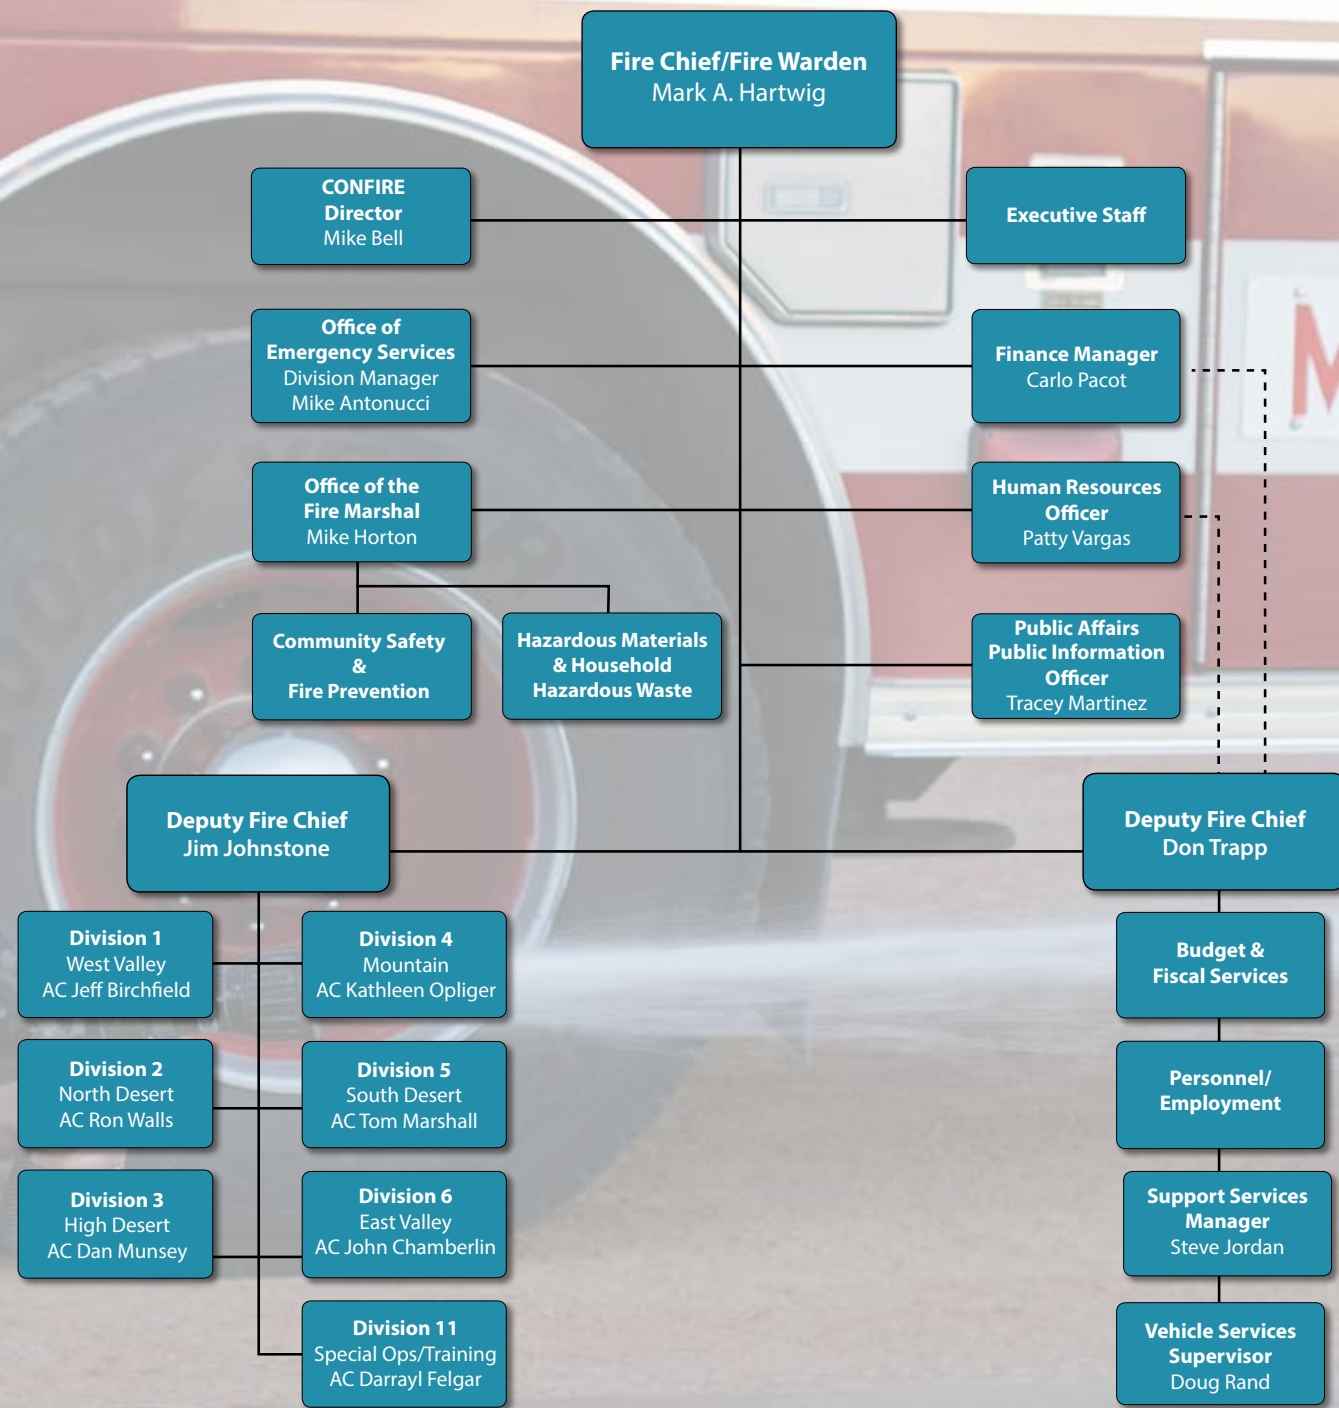 Fire Chief/Fire Warden
Mark A. Hartwig
CONFIRE
Director
Mike Bell
Executive Staff
Office of
Emergency Services
Division Manager
Mike Antonucci
Finance Manager
Carlo Pacot
M
Office of the
Fire Marshal
Mike Horton
Human Resources
Officer
Patty Vargas
Community Safety
&
Fire Prevention
Hazardous Materials
& Household
Hazardous Waste
Public Affairs
Public Information
Officer
Tracey Martinez
Deputy Fire Chief
Jim Johnstone
Deputy Fire Chief
Don Trapp
Division 1
West Valley
AC Jeff Birchfield
Division 4
Mountain
AC Kathleen Opliger
Budget &
Fiscal Services
Division 2
North Desert
AC Ron Walls
Division 5
South Desert
AC Tom Marshall
Personnel/
Employment
Division 3
High Desert
AC Dan Munsey
Division 6
East Valley
AC John Chamberlin
Support Services
Manager
Steve Jordan
Division 11
Special Ops/Training
AC Darrayl Felgar
Vehicle Services
Supervisor
Doug Rand